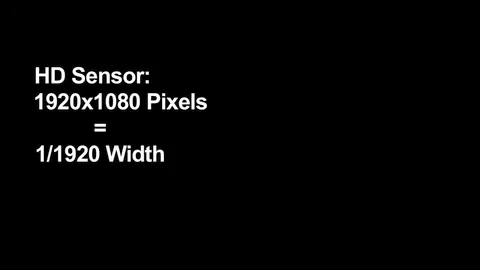 HD Sensor:
1920x1080 Pixels
=
1/1920 Width